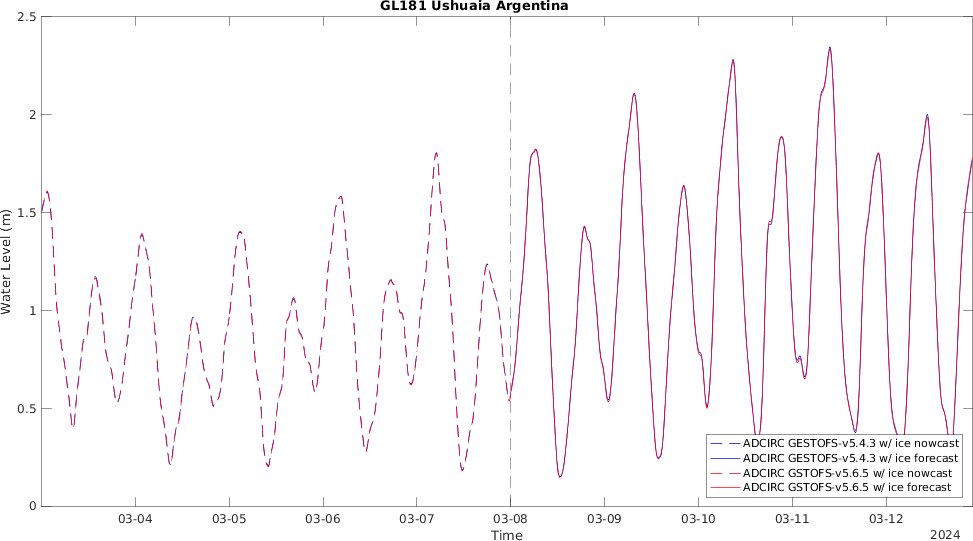 GL181 Ushuaia Argentina
2.5
2
1.5
1
0.5
0
Water Level (m)
03-04
03-05
03-06
03-07
03-08
03-09
03-10
03-11
03-12
Time
2024
ADCIRC GESTOFS-v5.4.3 w/ ice nowcast
ADCIRC GESTOFS-v5.4.3 w/ ice forecast
ADCIRC GSTOFS-v5.6.5 w/ ice nowcast
ADCIRC GSTOFS-v5.6.5 w/ ice forecast